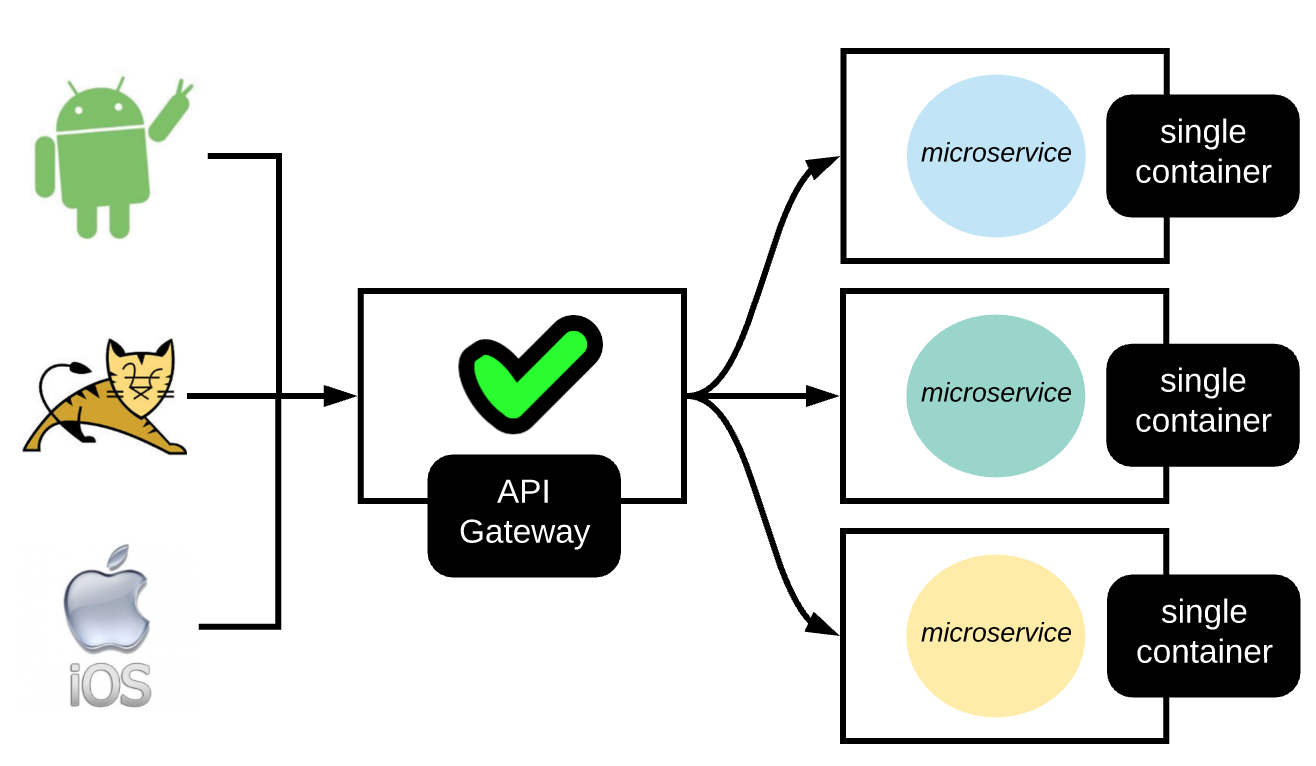 microservice
single
container
microservice
single
container
API
Gateway
microservice
single
container
iOS